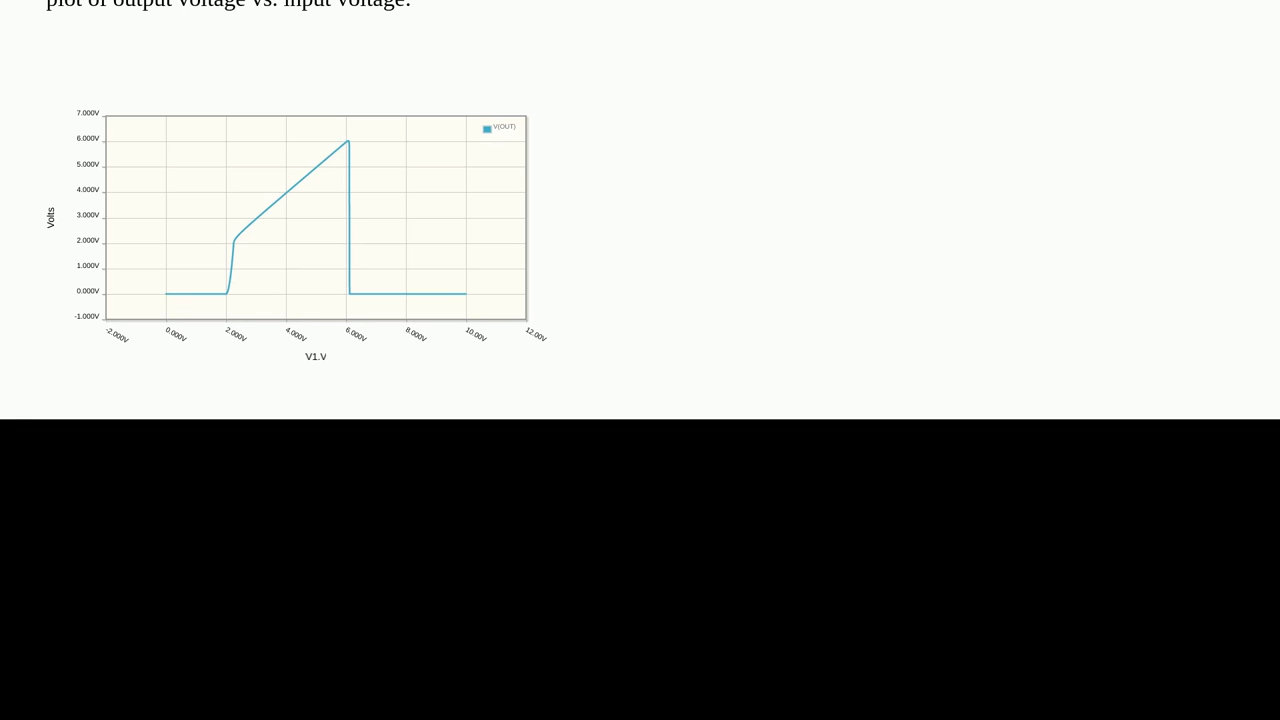 plot of output voltage vs. input voltage.
7.000V
V(OUT)
6.000V
5.000V
4.000V
3.000V
Volts
2.000V
1.000V
0.000V
-1.000V
-2.000V 0.000V 2.000V 4.000V 6.000V 8.000V 10.00V 12.00V
V1.V